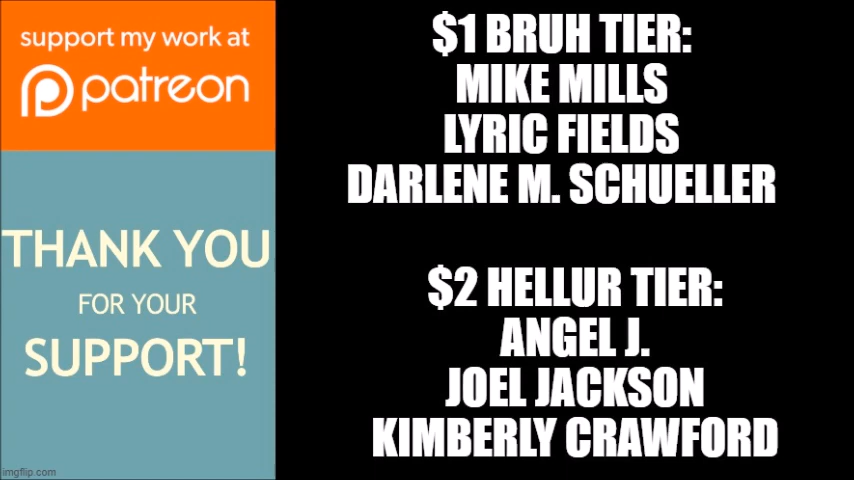 support my work at
patreon
THANK YOU
FOR YOUR
SUPPORT!
imgflip.com
$1 BRUH TIER:
MIKE MILLS
LYRIC FIELDS
DARLENE M. SCHUELLER
$2 HELLUR TIER:
ANGEL J.
JOEL JACKSON
KIMBERLY CRAWFORD